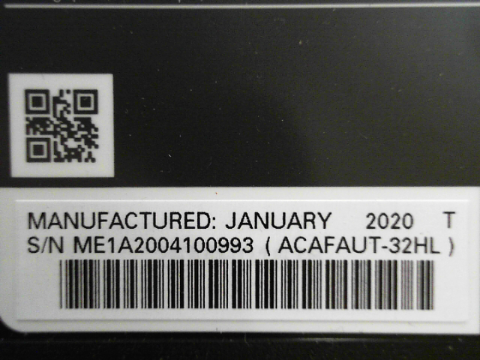 MANUFACTURED: JANUARY 2020 T
S/N ME1A2004100993 ( ACAFAUT-32HL )